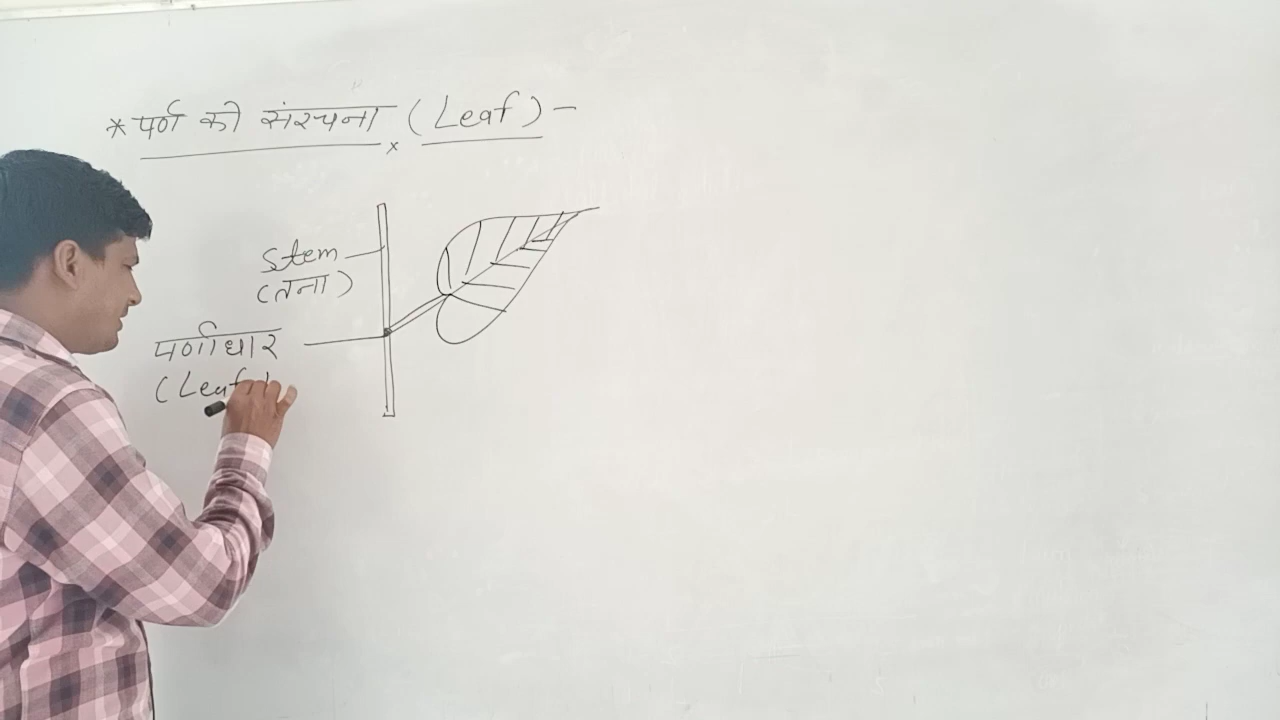 * पर्ण की संरचना (Leaf) -
stem
(तना)
पर्णाधार
(Leaf